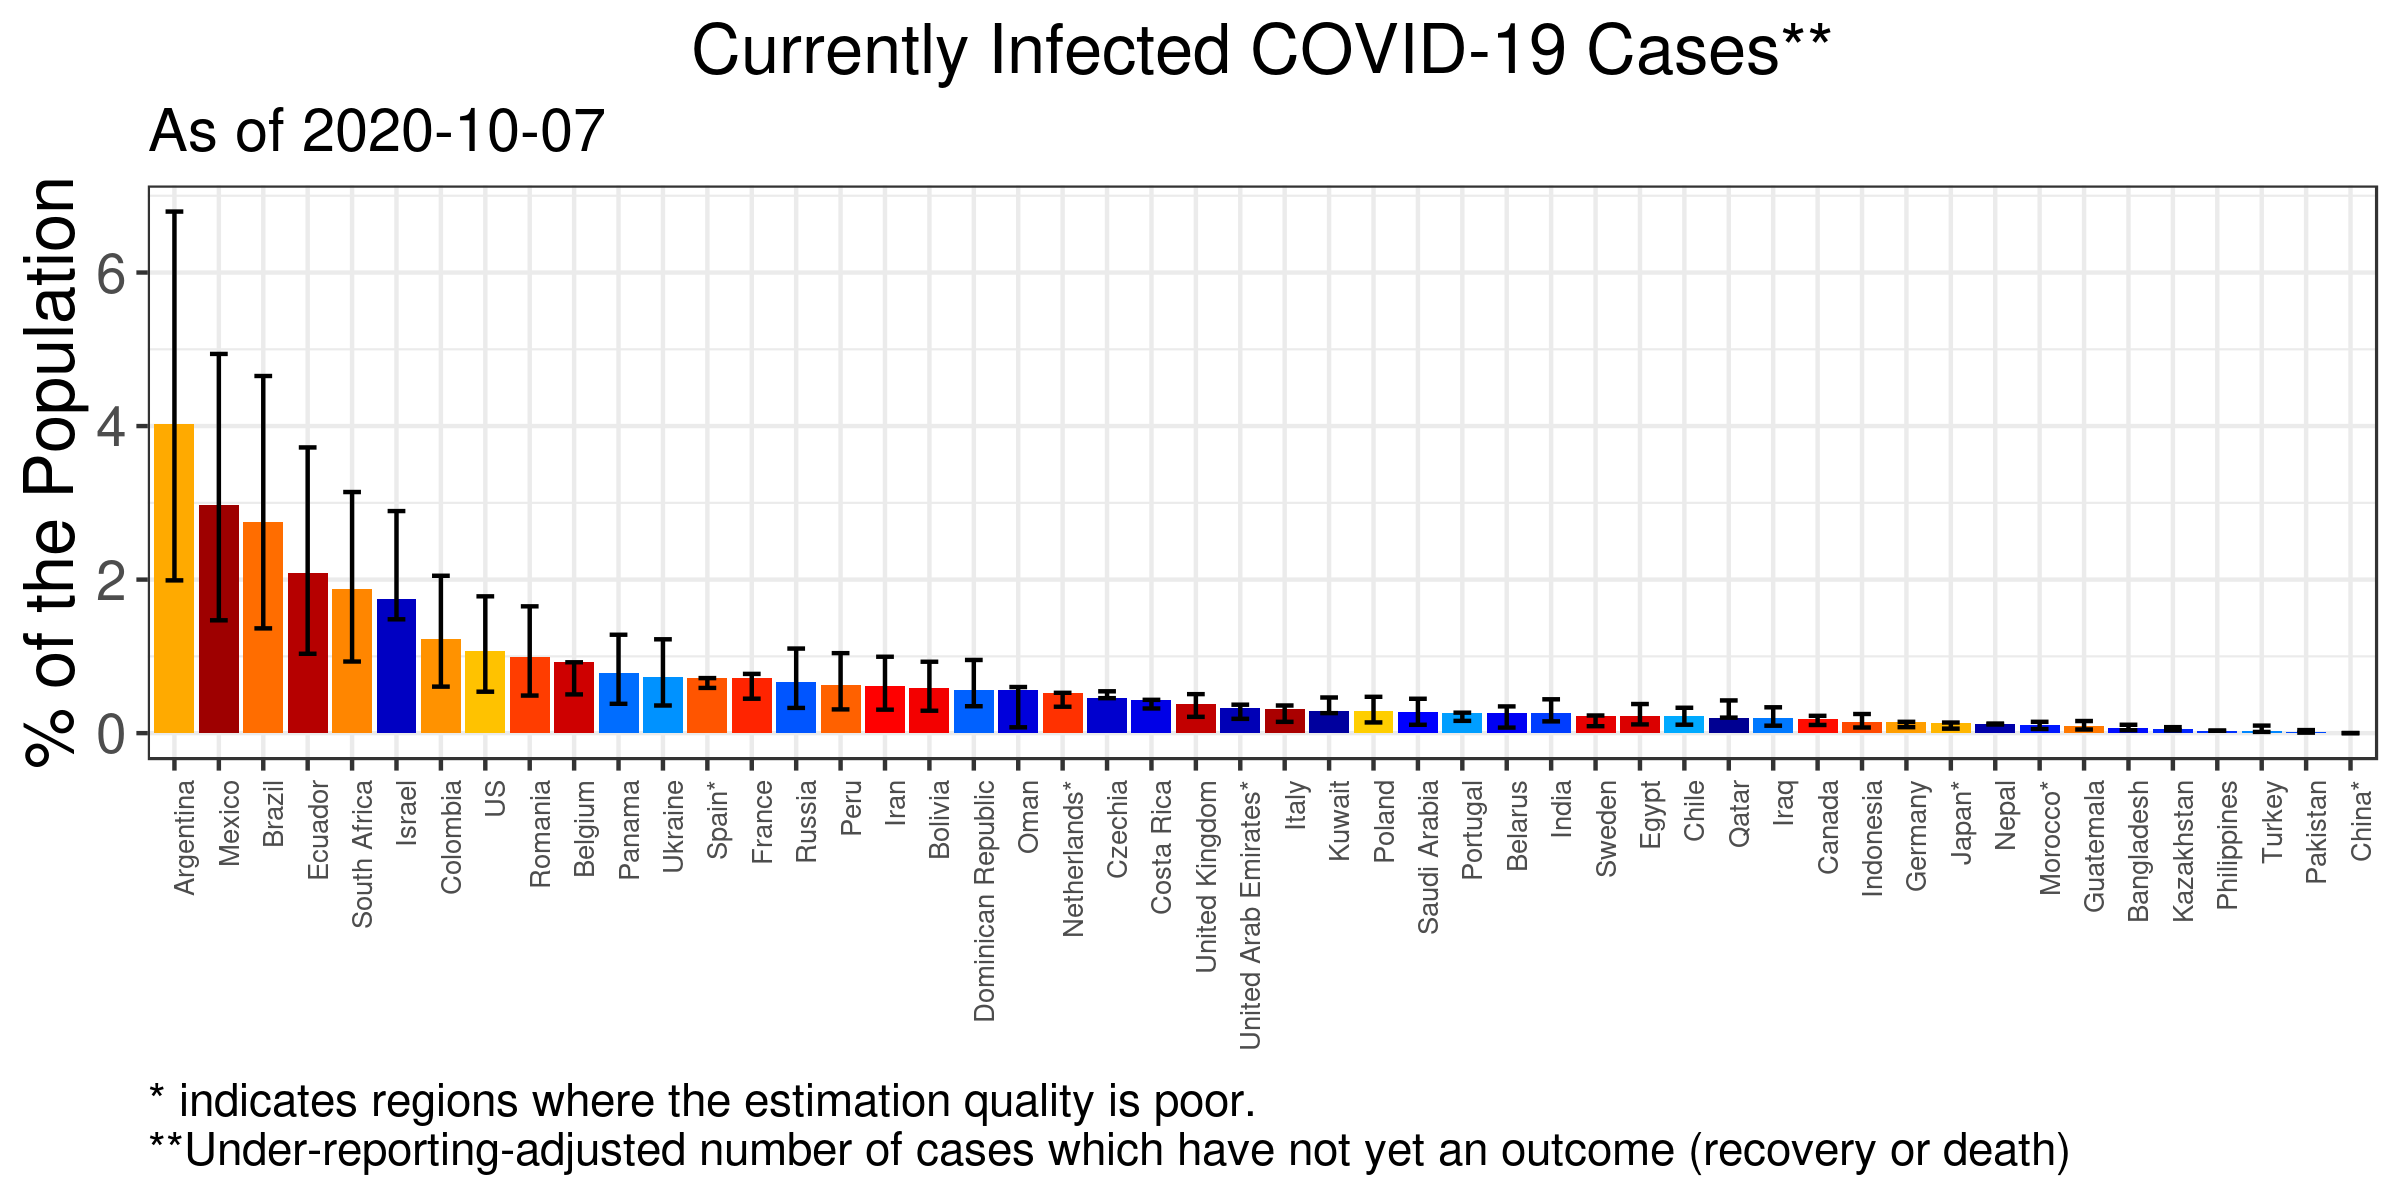 Currently Infected COVID-19 Cases**
As of 2020-10-07
% of the Population
6
4
2
0
Argentina
Mexico
Brazil
Ecuador
South Africa
Israel
Colombia
US
Romania
Belgium
Panama
Ukraine
Spain*
France
Russia
Peru
Iran
Bolivia
Dominican Republic
Oman
Netherlands*
Czechia
Costa Rica
United Kingdom
United Arab Emirates*
Italy
Kuwait
Poland
Saudi Arabia
Portugal
Belarus
India
Sweden
Egypt
Chile
Qatar
Iraq
Canada
Indonesia
Germany
Japan*
Nepal
Morocco*
Guatemala
Bangladesh
Kazakhstan
Philippines
Turkey
Pakistan
China*
* indicates regions where the estimation quality is poor.
**Under-reporting-adjusted number of cases which have not yet an outcome (recovery or death)